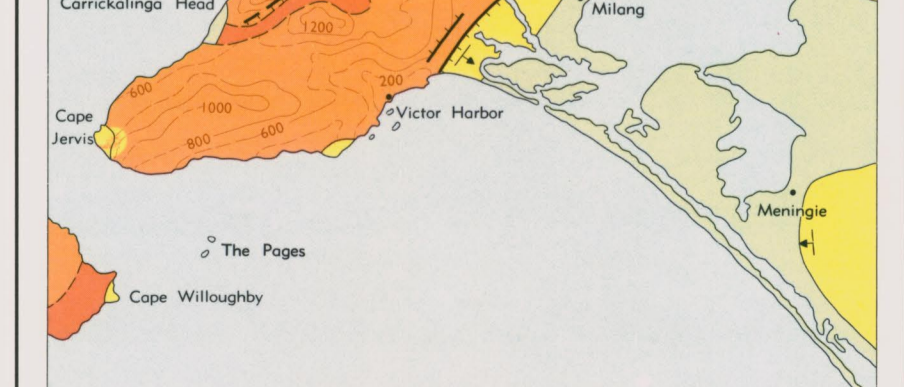 Carrickalinga Head
1200
Milang
600
200
1000
Victor Harbor
Cape
Jervis
800
600
Meningie
The Pages
Cape Willoughby